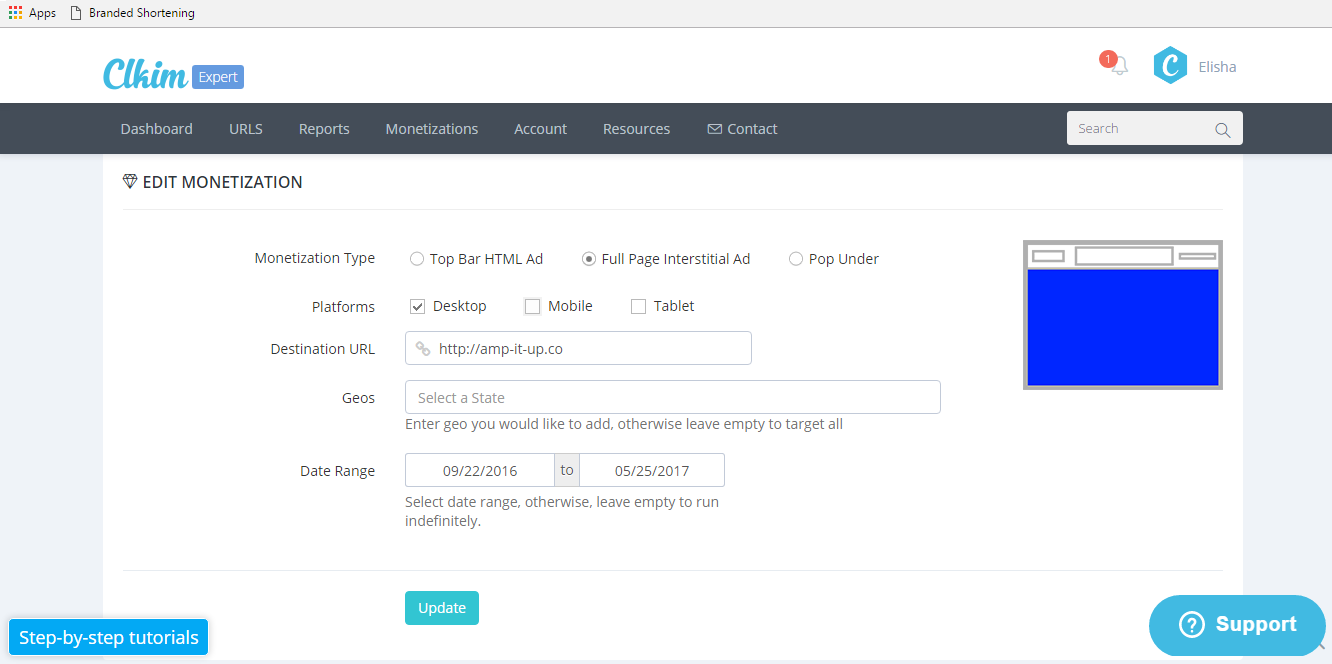 Apps Branded Shortening
Clkim Expert
1
C
Elisha
Dashboard URLS Reports Monetizations Account Resources Contact Search
EDIT MONETIZATION
Monetization Type Top Bar HTML Ad Full Page Interstitial Ad Pop Under
Platforms Desktop Mobile Tablet
Destination URL http://amp-it-up.co
Geos Select a State
Enter geo you would like to add, otherwise leave empty to target all
Date Range 09/22/2016 to 05/25/2017
Select date range, otherwise, leave empty to run
indefinitely.
Update
Step-by-step tutorials
? Support